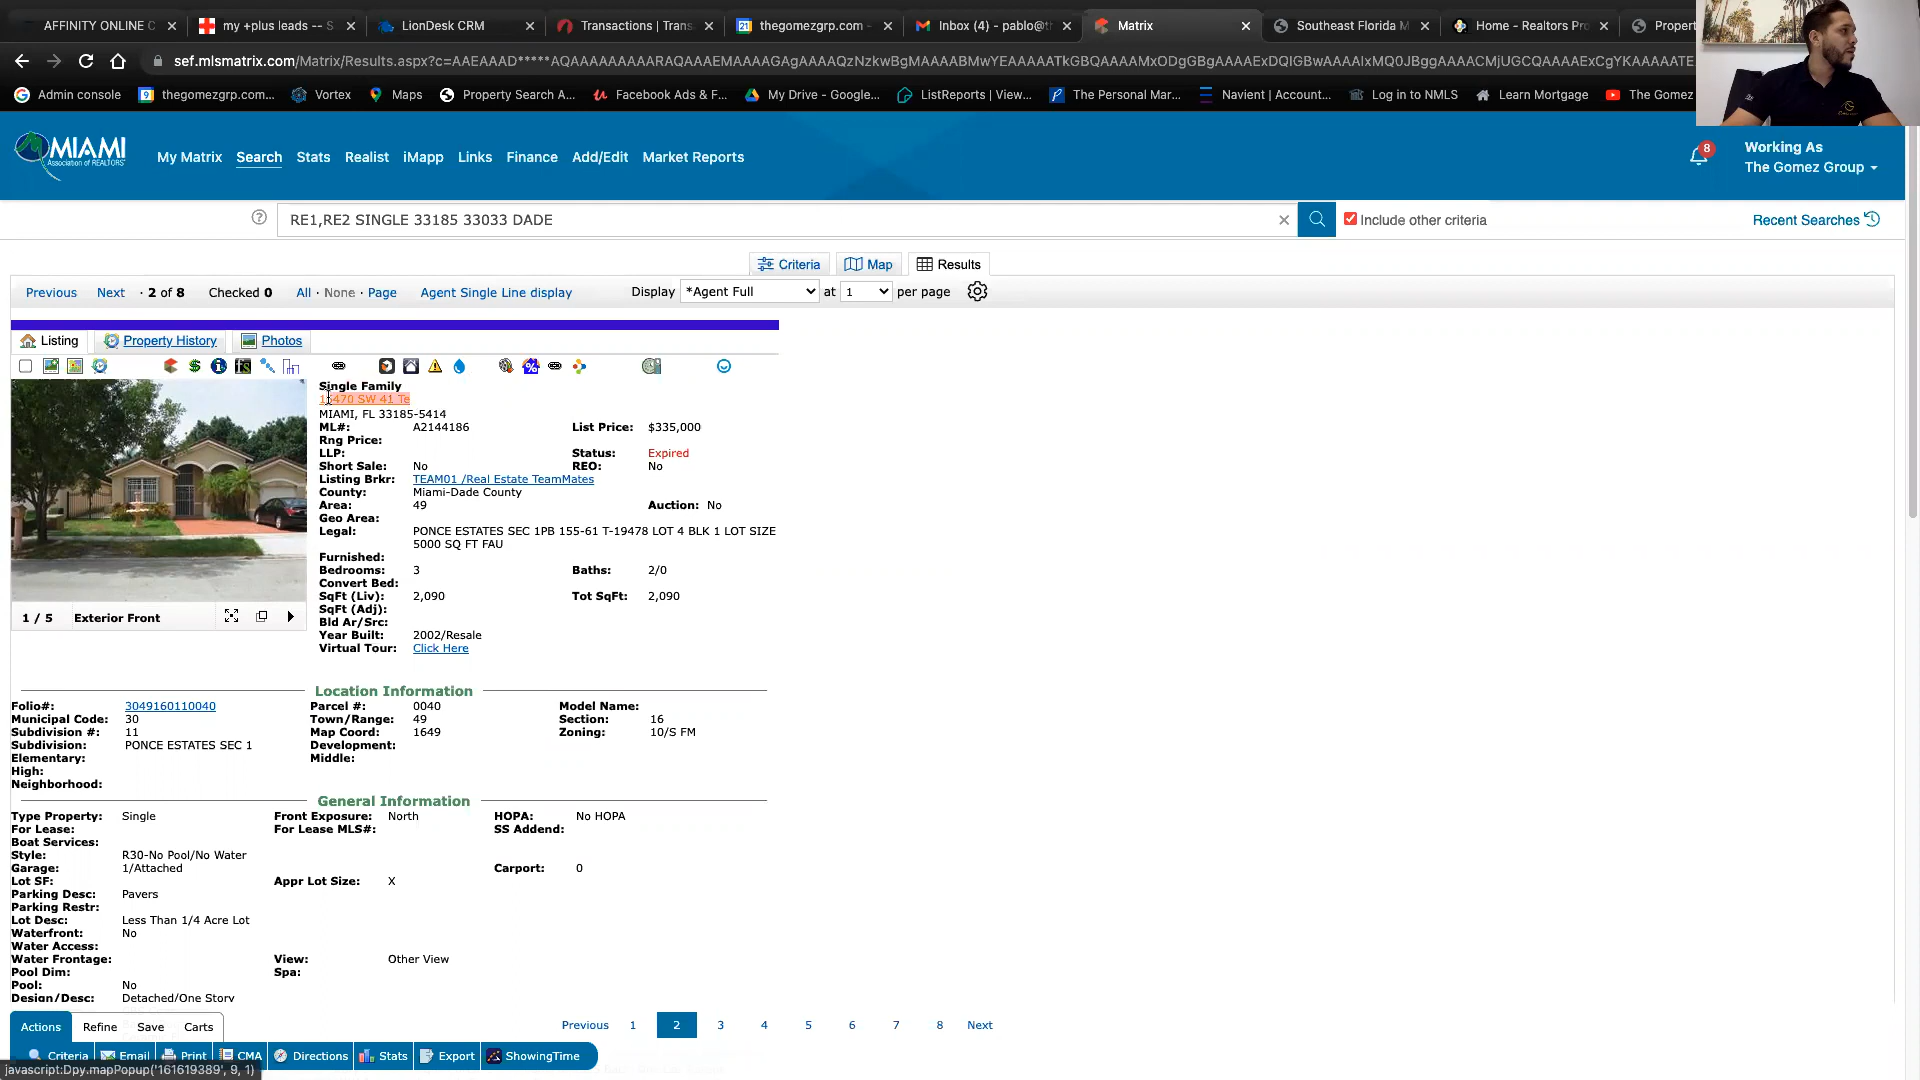 AFFINITY ONLINE C
my +plus leads -- S
LionDesk CRM
Transactions | Trans
thegomezgrp.com -
Inbox (4) - pablo@t
Matrix
Southeast Florida M
Home - Realtors Pro
Propert
sef.mlsmatrix.com/Matrix/Results.aspx?c=AAEAAAD*****AQAAAAAAAAARAQAAAEMAAAAGAgAAAAQzNzkwBgMAAAABMwYEAAAAATkGBQAAAAMxODgGBgAAAAExDQIGBwAAAAIxMQ0JBggAAAACMjUGCQAAAAExCgYKAAAAATE
Admin console
thegomezgrp.com...
Vortex
Maps
Property Search A...
Facebook Ads & F...
My Drive - Google...
ListReports | View...
The Personal Mar...
Navient | Account...
Log in to NMLS
Learn Mortgage
The Gomez
MIAMI
ASSOCIATION OF REALTORS
My Matrix
Search
Stats
Realist
iMapp
Links
Finance
Add/Edit
Market Reports
8
Working As
The Gomez Group
RE1,RE2 SINGLE 33185 33033 DADE
Include other criteria
Recent Searches
Criteria
Map
Results
Previous Next · 2 of 8 Checked 0 All · None · Page Agent Single Line display Display *Agent Full at 1 per page
Listing
Property History
Photos
Single Family
470 SW 41 Te
MIAMI, FL 33185-5414
ML#: A2144186 List Price: $335,000
Rng Price:
LLP: Status: Expired
Short Sale: No REO: No
Listing Brkr: TEAM01 /Real Estate TeamMates
County: Miami-Dade County
Area: 49 Auction: No
Geo Area:
Legal: PONCE ESTATES SEC 1PB 155-61 T-19478 LOT 4 BLK 1 LOT SIZE
5000 SQ FT FAU
Furnished:
Bedrooms: 3 Baths: 2/0
Convert Bed:
SqFt (Liv): 2,090 Tot SqFt: 2,090
SqFt (Adj):
Bld Ar/Src:
Year Built: 2002/Resale
Virtual Tour: Click Here
1 / 5 Exterior Front
Location Information
Folio#: 3049160110040 Parcel #: 0040 Model Name:
Municipal Code: 30 Town/Range: 49 Section: 16
Subdivision #: 11 Map Coord: 1649 Zoning: 10/S FM
Subdivision: PONCE ESTATES SEC 1 Development:
Elementary: Middle:
High:
Neighborhood:
General Information
Type Property: Single Front Exposure: North HOPA: No HOPA
For Lease: For Lease MLS#: SS Addend:
Boat Services:
Style: R30-No Pool/No Water
Garage: 1/Attached Carport: 0
Lot SF: Appr Lot Size: X
Parking Desc: Pavers
Parking Restr:
Lot Desc: Less Than 1/4 Acre Lot
Waterfront: No
Water Access:
Water Frontage: View: Other View
Pool Dim: Spa:
Pool: No
Design/Desc: Detached/One Story
Actions Refine Save Carts
Previous 1 2 3 4 5 6 7 8 Next
Criteria Email Print CMA Directions Stats Export ShowingTime
javascript:Dpy.mapPopup('161619389', 9, 1)